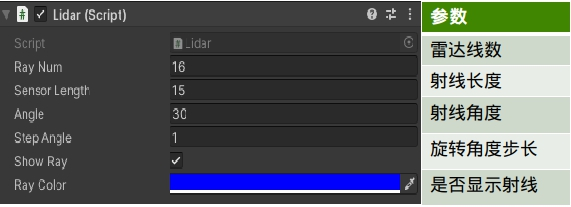 Lidar (Script)
Script Lidar
Ray Num 16
Sensor Length 15
Angle 30
Step Angle 1
Show Ray
Ray Color
参数
雷达线数
射线长度
射线角度
旋转角度步长
是否显示射线